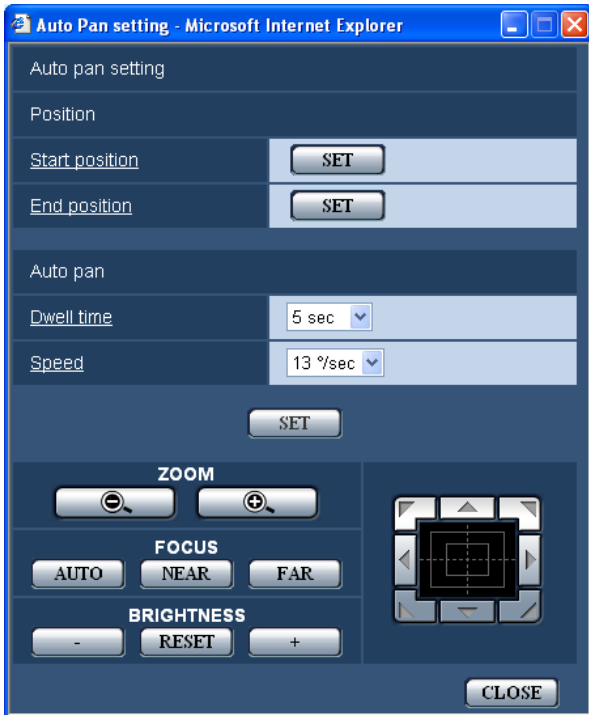 Auto Pan setting - Microsoft Internet Explorer
Auto pan setting
Position
Start position SET
End position SET
Auto pan
Dwell time 5 sec
Speed 13 °/sec
SET
ZOOM
FOCUS
AUTO NEAR FAR
BRIGHTNESS
- RESET +
CLOSE